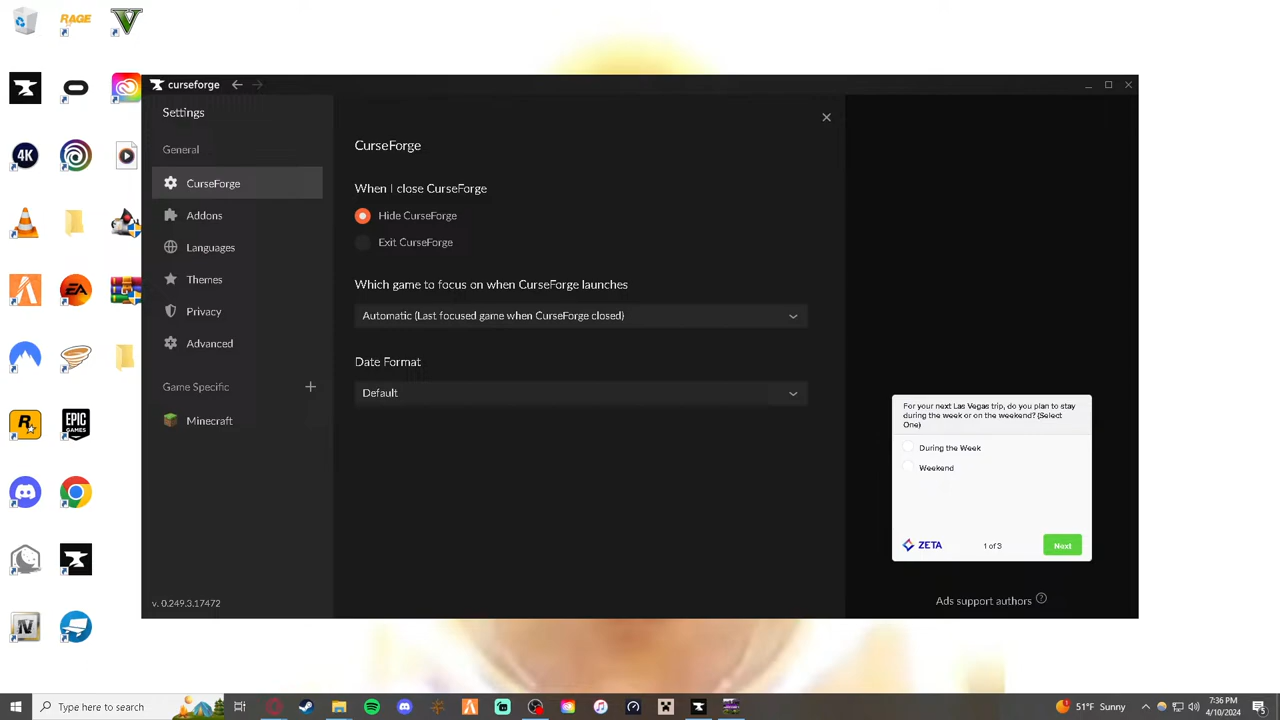 RAGE
curseforge
Settings
General
CurseForge
Addons
Languages
Themes
Privacy
Advanced
Game Specific
Minecraft
v. 0.249.3.17472
CurseForge
When I close CurseForge
Hide CurseForge
Exit CurseForge
Which game to focus on when CurseForge launches
Automatic (Last focused game when CurseForge closed)
Date Format
Default
For your next Las Vegas trip, do you plan to stay
during the week or on the weekend? (Select
One)
During the Week
Weekend
ZETA
1 of 3
Next
Ads support authors
4K
EA
EPIC
GAMES
Type here to search
51°F Sunny
7:36 PM
4/10/2024